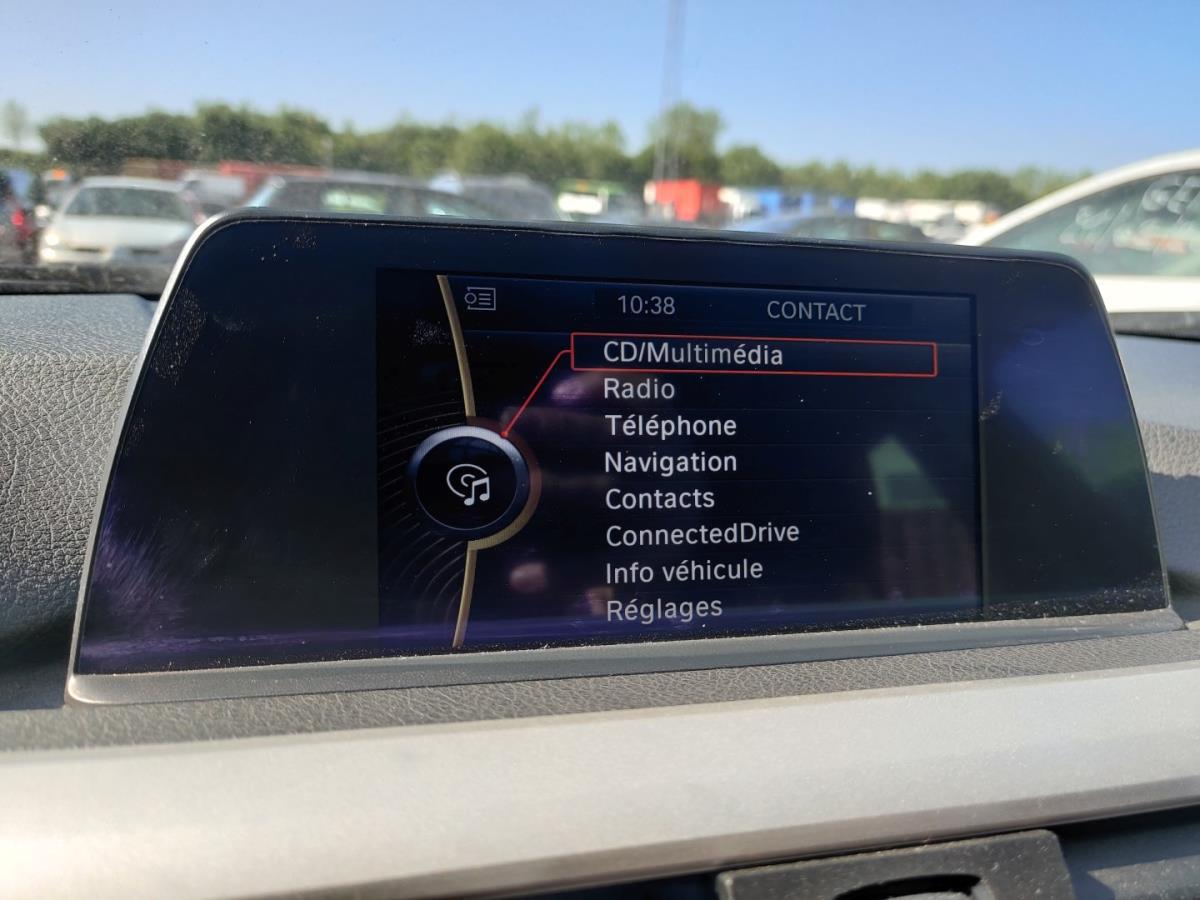 10:38 CONTACT
CD/Multimédia
Radio
Téléphone
Navigation
Contacts
ConnectedDrive
Info véhicule
Réglages